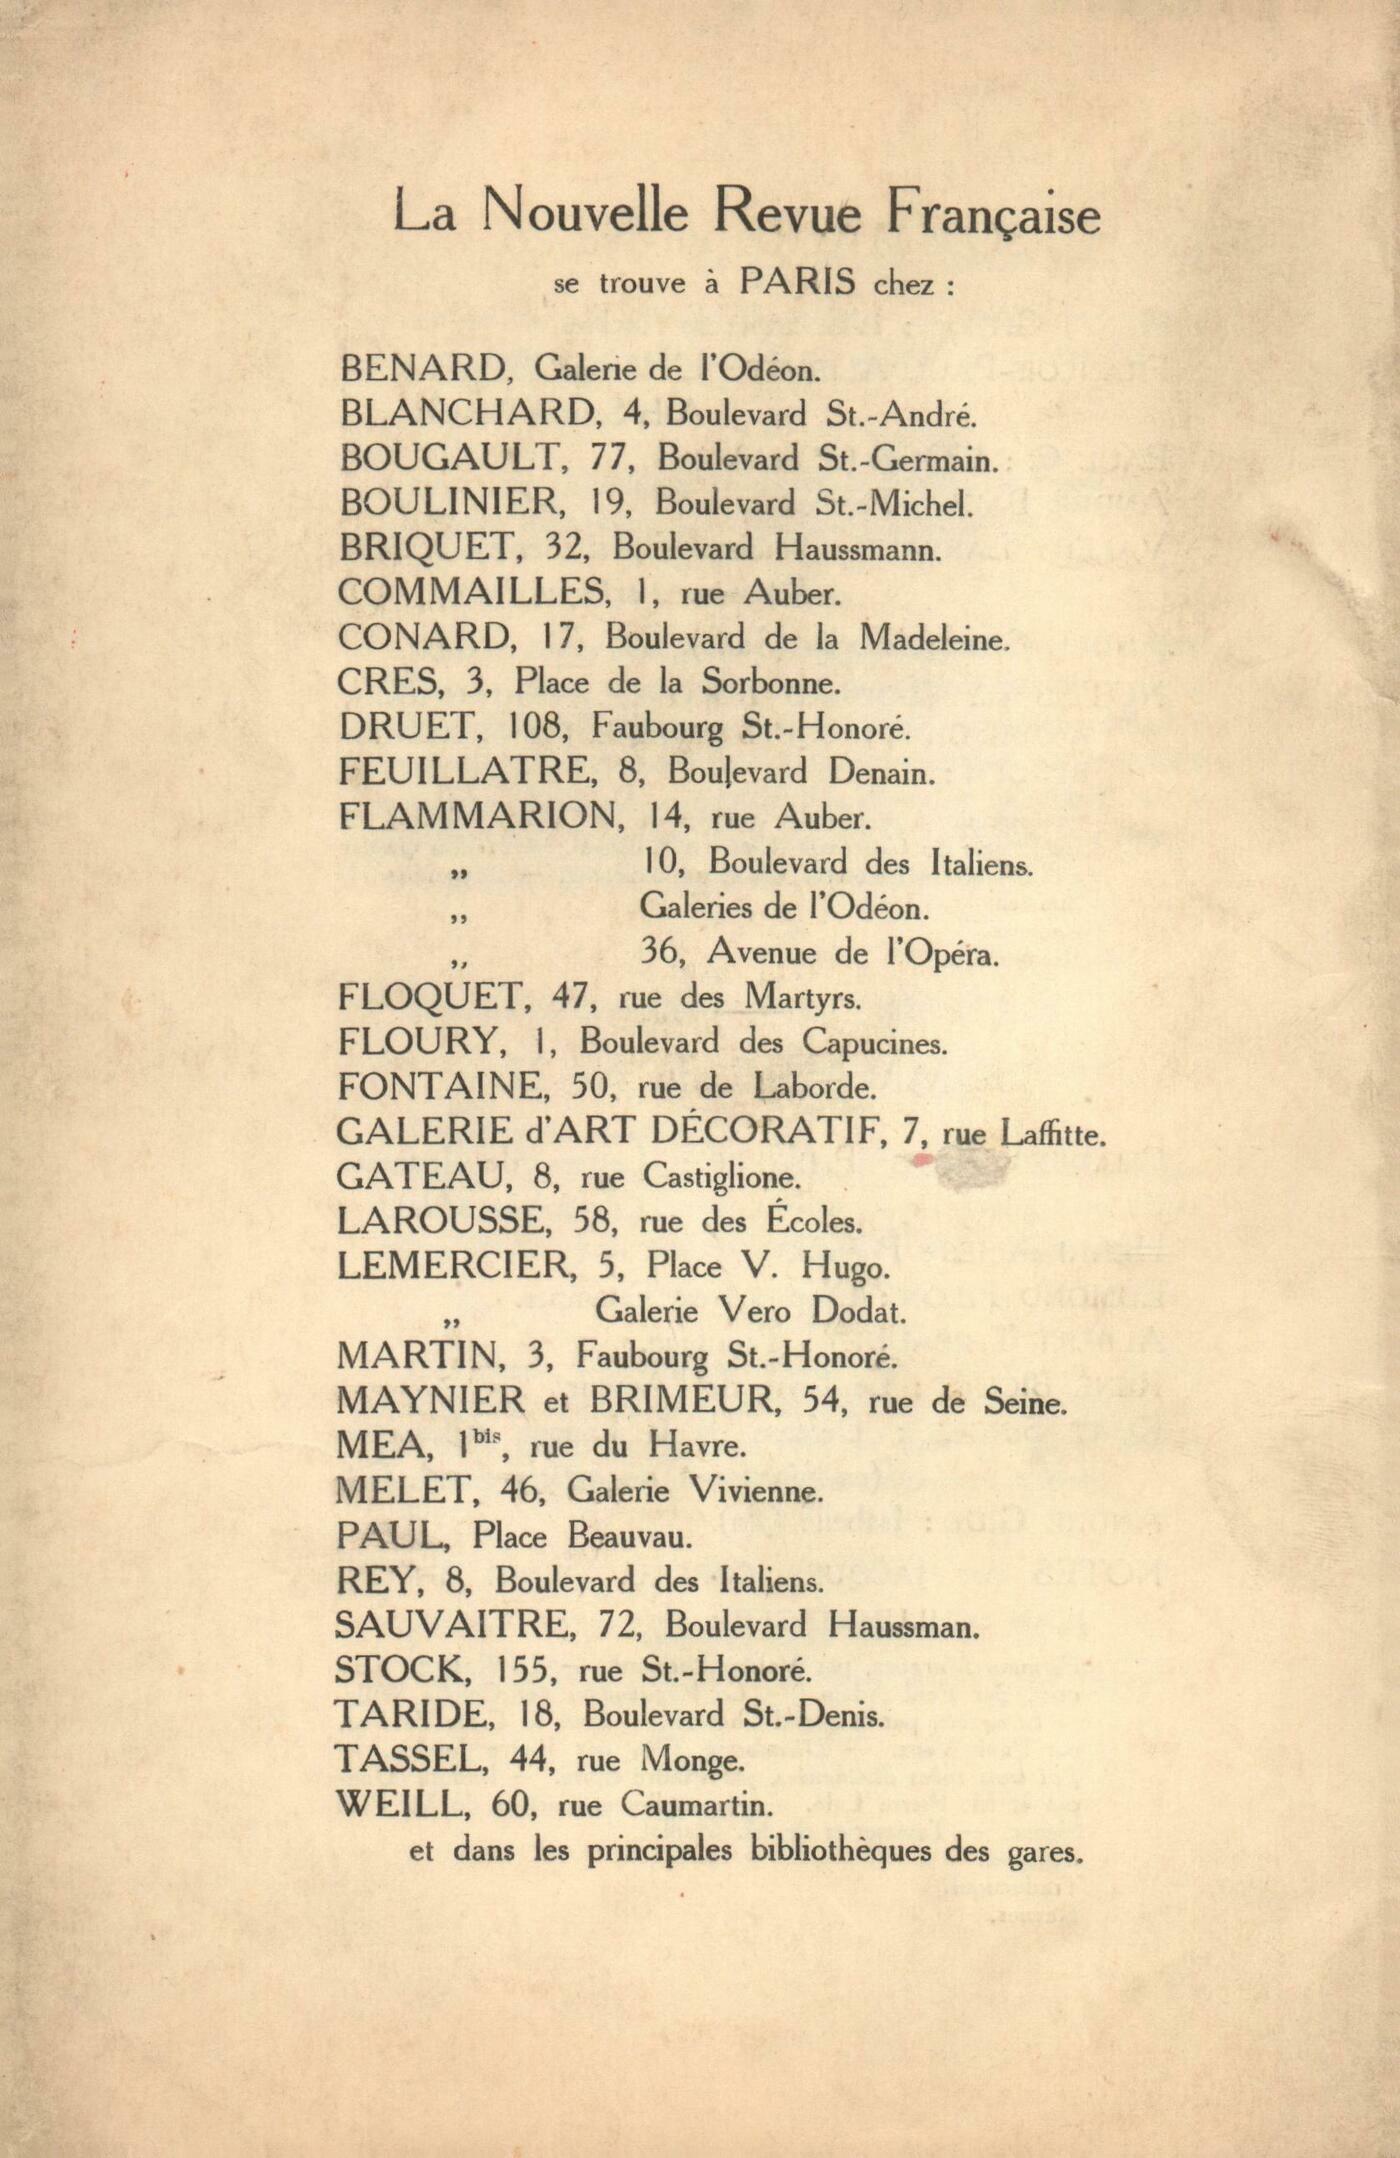 La Nouvelle Revue Française
se trouve à PARIS chez :
BENARD, Galerie de l'Odéon.
BLANCHARD, 4, Boulevard St.-André.
BOUGAULT, 77, Boulevard St.-Germain.
BOULINIER, 19, Boulevard St.-Michel.
BRIQUET, 32, Boulevard Haussmann.
COMMAILLES, 1, rue Auber.
CONARD, 17, Boulevard de la Madeleine.
CRES, 3, Place de la Sorbonne.
DRUET, 108, Faubourg St.-Honoré.
FEUILLATRE, 8, Boulevard Denain.
FLAMMARION, 14, rue Auber.
„ 10, Boulevard des Italiens.
„ Galeries de l'Odéon.
„ 36, Avenue de l'Opéra.
FLOQUET, 47, rue des Martyrs.
FLOURY, 1, Boulevard des Capucines.
FONTAINE, 50, rue de Laborde.
GALERIE d'ART DÉCORATIF, 7, rue Laffitte.
GATEAU, 8, rue Castiglione.
LAROUSSE, 58, rue des Écoles.
LEMERCIER, 5, Place V. Hugo.
„ Galerie Vero Dodat.
MARTIN, 3, Faubourg St.-Honoré.
MAYNIER et BRIMEUR, 54, rue de Seine.
MEA, 1bis, rue du Havre.
MELET, 46, Galerie Vivienne.
PAUL, Place Beauvau.
REY, 8, Boulevard des Italiens.
SAUVAITRE, 72, Boulevard Haussman.
STOCK, 155, rue St.-Honoré.
TARIDE, 18, Boulevard St.-Denis.
TASSEL, 44, rue Monge.
WEILL, 60, rue Caumartin.
et dans les principales bibliothèques des gares.